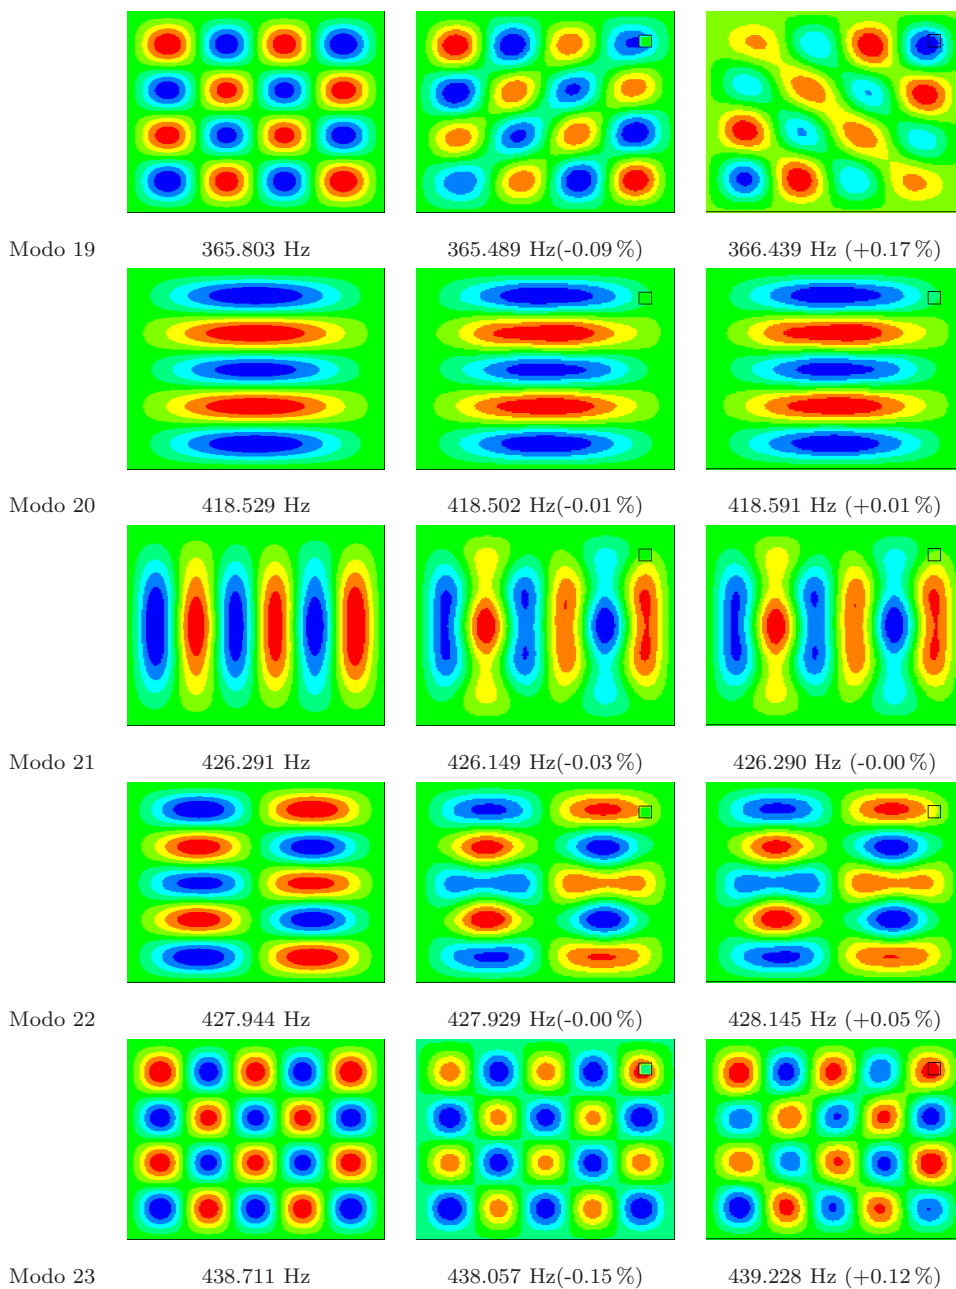 Modo 19 365.803 Hz 365.489 Hz(-0.09 %) 366.439 Hz (+0.17 %)
Modo 20 418.529 Hz 418.502 Hz(-0.01 %) 418.591 Hz (+0.01 %)
Modo 21 426.291 Hz 426.149 Hz(-0.03 %) 426.290 Hz (-0.00 %)
Modo 22 427.944 Hz 427.929 Hz(-0.00 %) 428.145 Hz (+0.05 %)
Modo 23 438.711 Hz 438.057 Hz(-0.15 %) 439.228 Hz (+0.12 %)